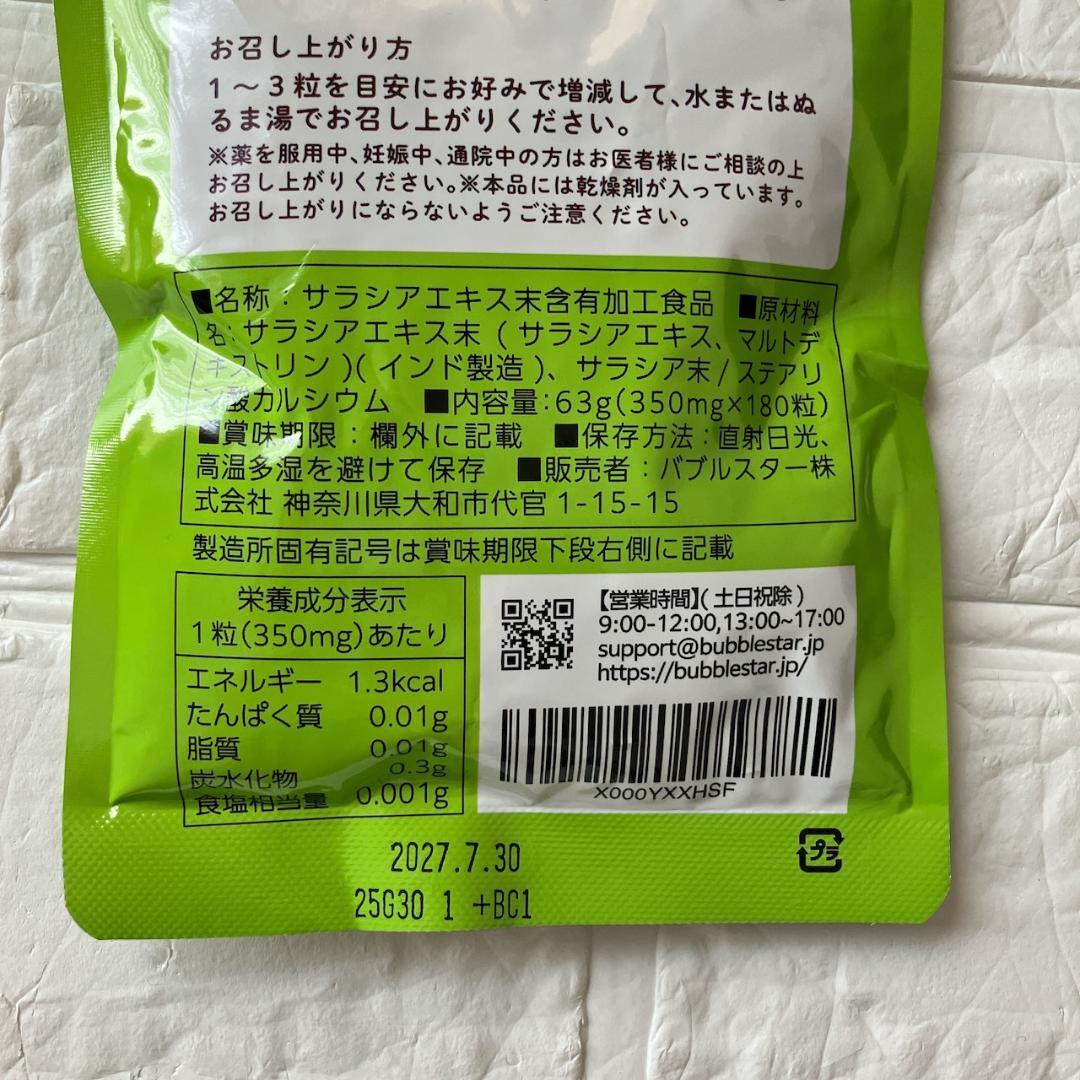 お召し上がり方
1～3粒を目安にお好みで増減して、水またはぬ
るま湯でお召し上がりください。
※薬を服用中、妊娠中、通院中の方はお医者様にご相談の上
お召し上がりください。※本品には乾燥剤が入っています。
お召し上がりにならないようご注意ください。
■名称：サラシアエキス末含有加工食品 ■原材料
名：サラシアエキス末（サラシアエキス、マルトデ
キストリン）（インド製造）、サラシア末/ステアリ
ン酸カルシウム ■内容量：63g(350mg×180粒)
■賞味期限：欄外に記載 ■保存方法：直射日光、
高温多湿を避けて保存 ■販売者：バブルスター株
式会社 神奈川県大和市代官1-15-15
製造所固有記号は賞味期限下段右側に記載
栄養成分表示
1粒(350mg)あたり
エネルギー 1.3kcal
たんぱく質 0.01g
脂質 0.01g
炭水化物 0.3g
食塩相当量 0.001g
【営業時間】(土日祝除)
9:00-12:00,13:00~17:00
support@bubblestar.jp
https://bubblestar.jp/
X000YXXHSF
プラ
2027.7.30
25G30 1 +BC1